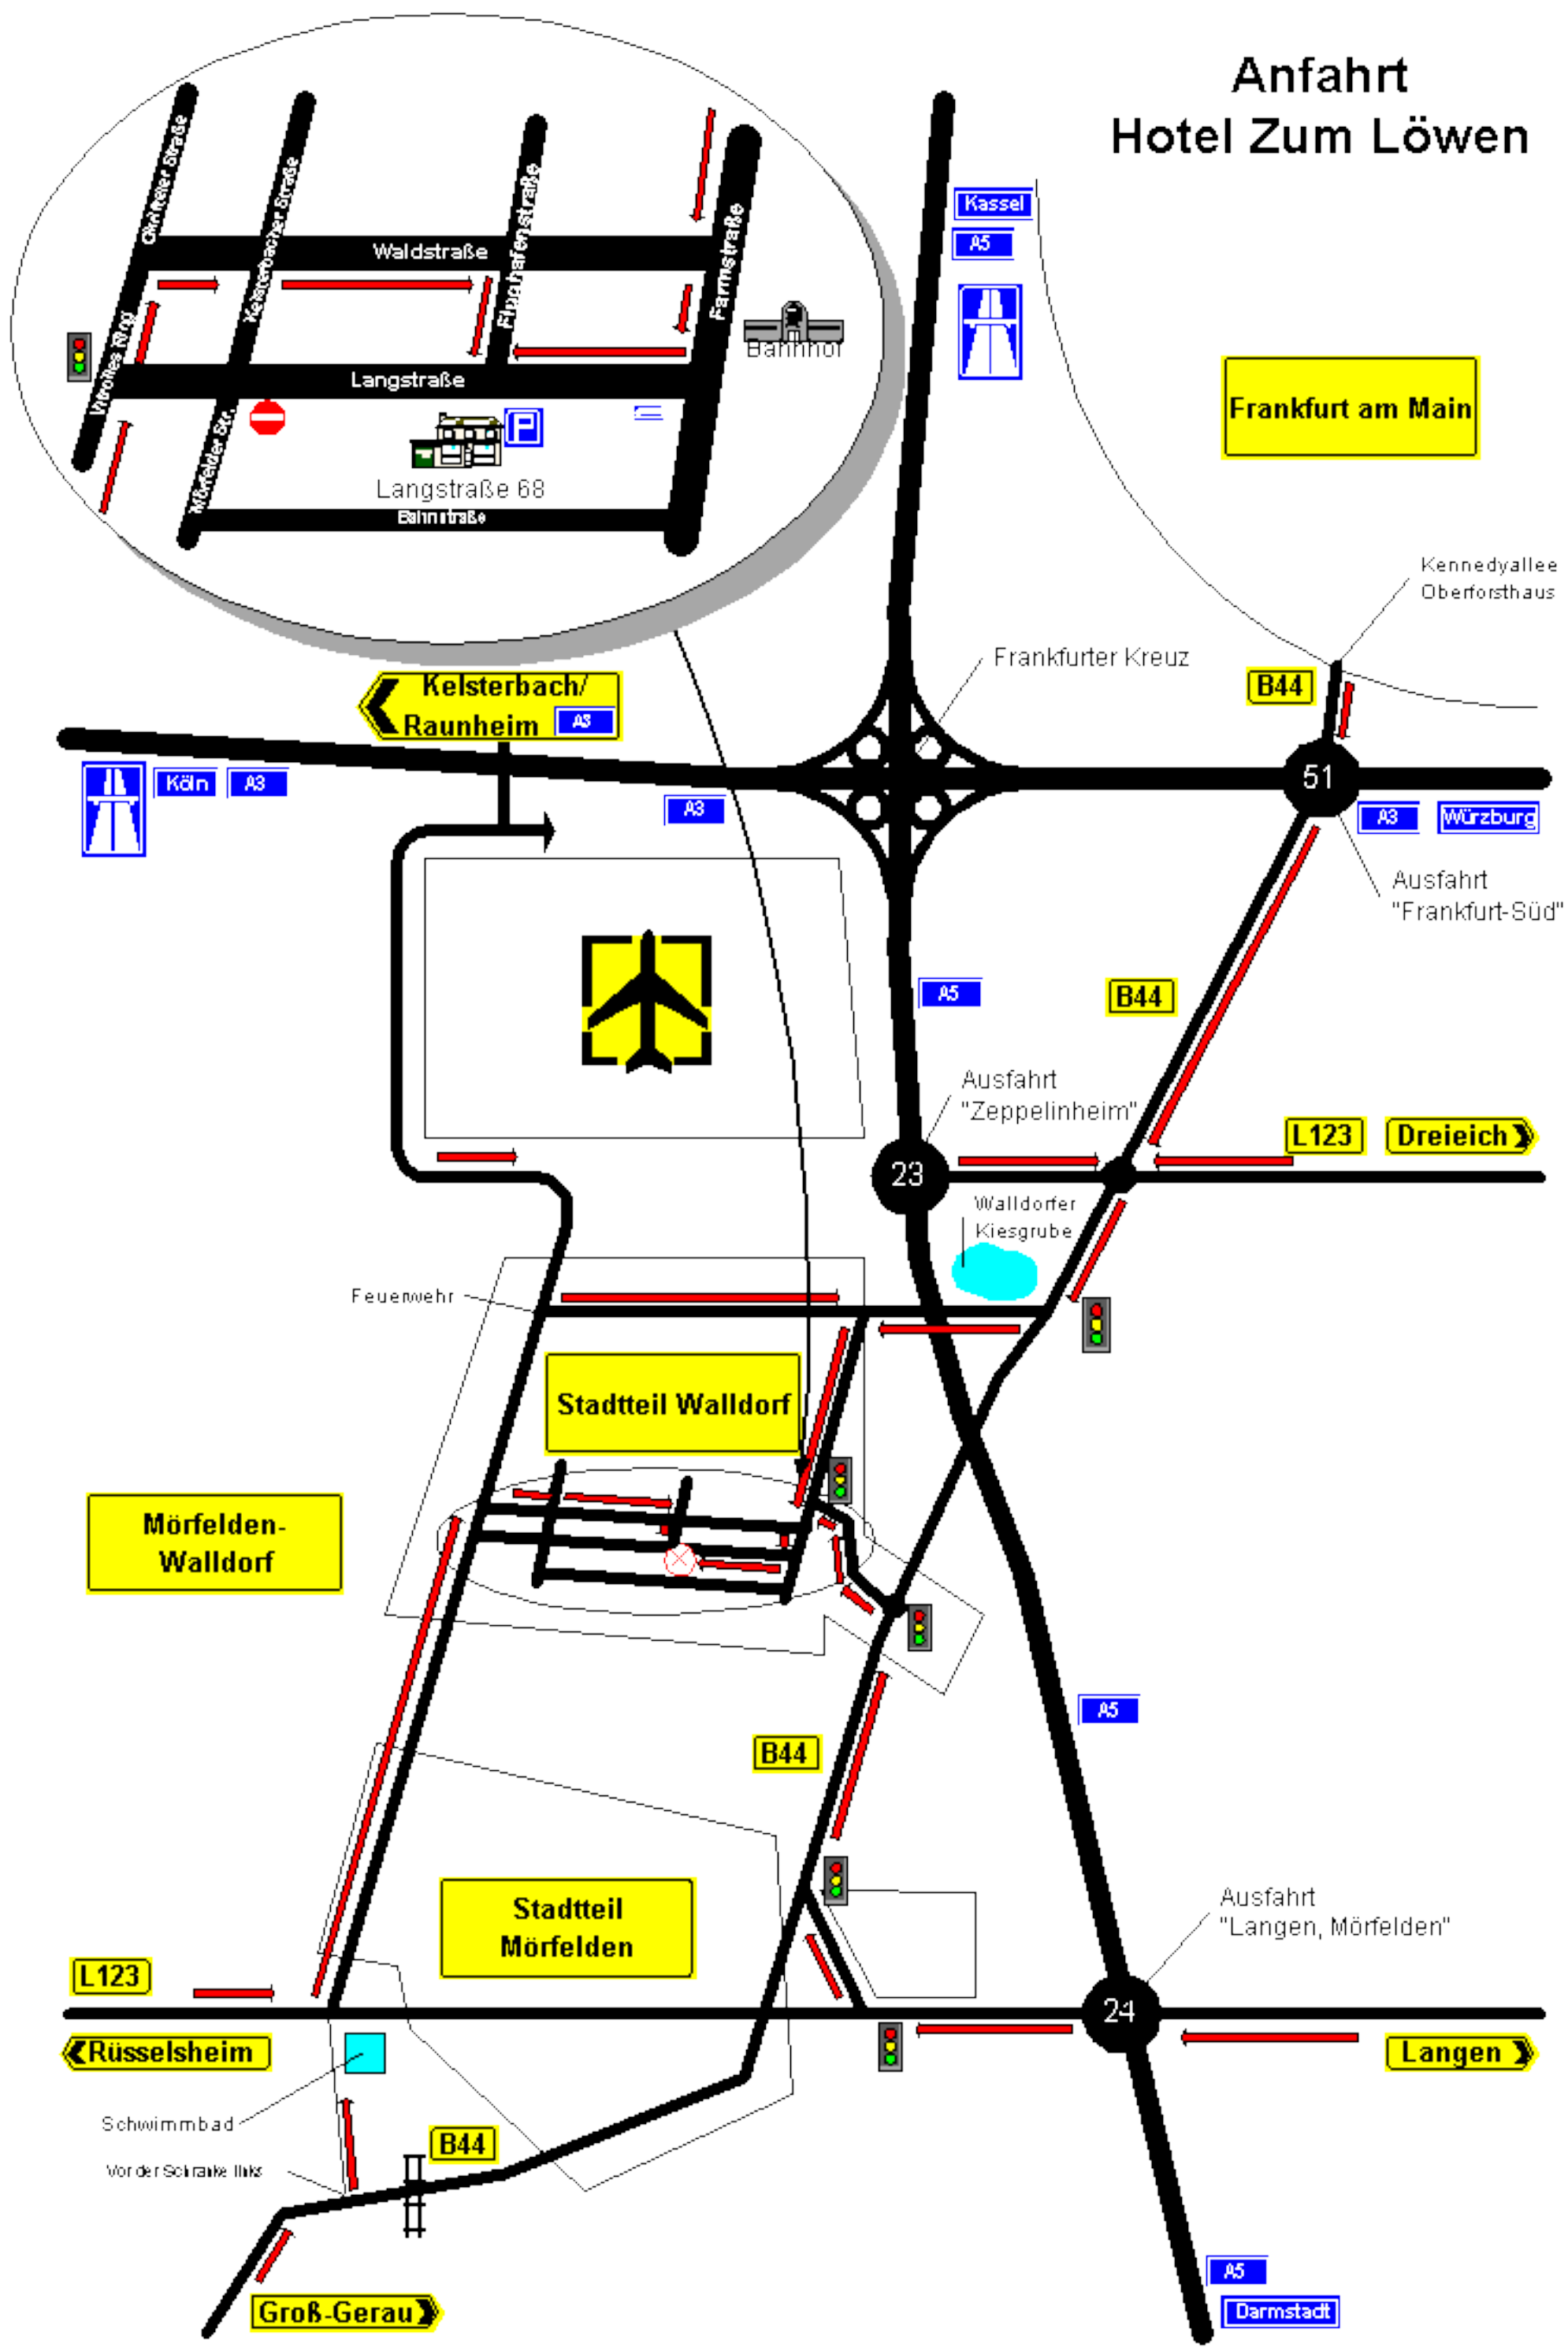 Anfahrt
Hotel Zum Löwen
Waldstraße
Kelsterbacher Straße
Flughafenstraße
Farmstraße
Bahnhof
Langstraße
Mörfelder Str.
P
Langstraße 68
Bahnstraße
Kassel
A5
Frankfurt am Main
Kennedyallee
Oberforsthaus
Frankfurter Kreuz
B44
Kelsterbach/
Raunheim A3
Köln A3
A3
51
A3 Würzburg
Ausfahrt
"Frankfurt-Süd"
A5
B44
Ausfahrt
"Zeppelinheim"
L123 Dreieich
23
Walldorfer
Kiesgrube
Feuerwehr
Stadtteil Walldorf
Mörfelden-
Walldorf
A5
B44
Stadtteil
Mörfelden
Ausfahrt
"Langen, Mörfelden"
L123
24
Rüsselsheim
Langen
Schwimmbad
B44
Vor der Schranke links
A5
Groß-Gerau
Darmstadt